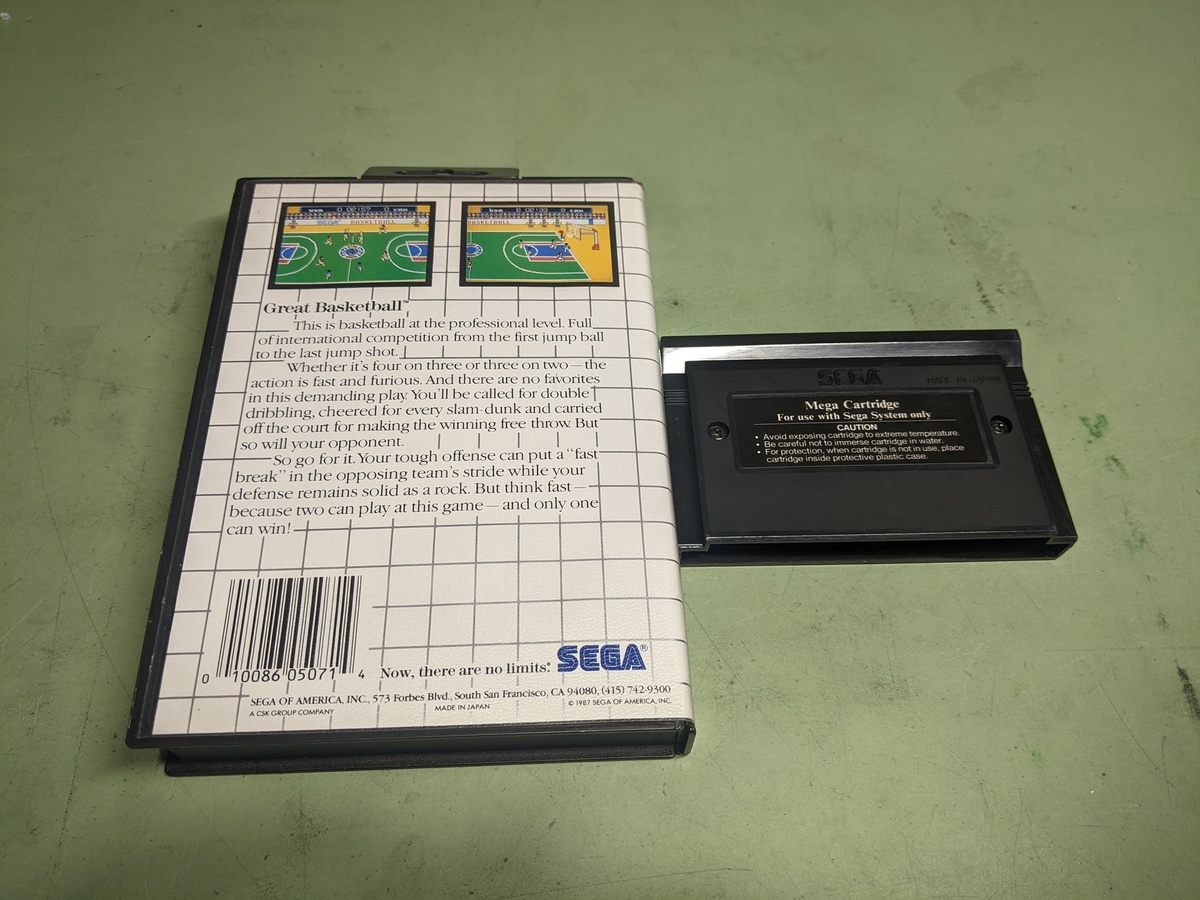 Great Basketball™
This is basketball at the professional level. Full
of international competition from the first jump ball
to the last jump shot.
Whether it's four on three or three on two — the
action is fast and furious. And there are no favorites
in this demanding play. You'll be called for double
dribbling, cheered for every slam-dunk and carried
off the court for making the winning free throw. But
so will your opponent.
So go for it. Your tough offense can put a “fast
break” in the opposing team's stride while your
defense remains solid as a rock. But think fast —
because two can play at this game — and only one
can win!
0 10086 05071 4
Now, there are no limits.
SEGA®
SEGA OF AMERICA, INC., 573 Forbes Blvd., South San Francisco, CA 94080, (415) 742-9300
A CSK GROUP COMPANY
MADE IN JAPAN
© 1987 SEGA OF AMERICA, INC.
SEGA
MADE IN JAPAN
Mega Cartridge
For use with Sega System only
CAUTION
• Avoid exposing cartridge to extreme temperature.
• Be careful not to immerse cartridge in water.
• For protection, when cartridge is not in use, place
cartridge inside protective plastic case.